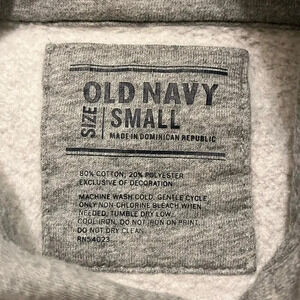 OLD NAVY
SIZE SMALL
MADE IN DOMINICAN REPUBLIC
80% COTTON, 20% POLYESTER
EXCLUSIVE OF DECORATION
MACHINE WASH COLD, GENTLE CYCLE,
ONLY NON-CHLORINE BLEACH WHEN
NEEDED, TUMBLE DRY LOW,
COOL IRON, DO NOT IRON ON PRINT,
DO NOT DRY CLEAN.
RN54023